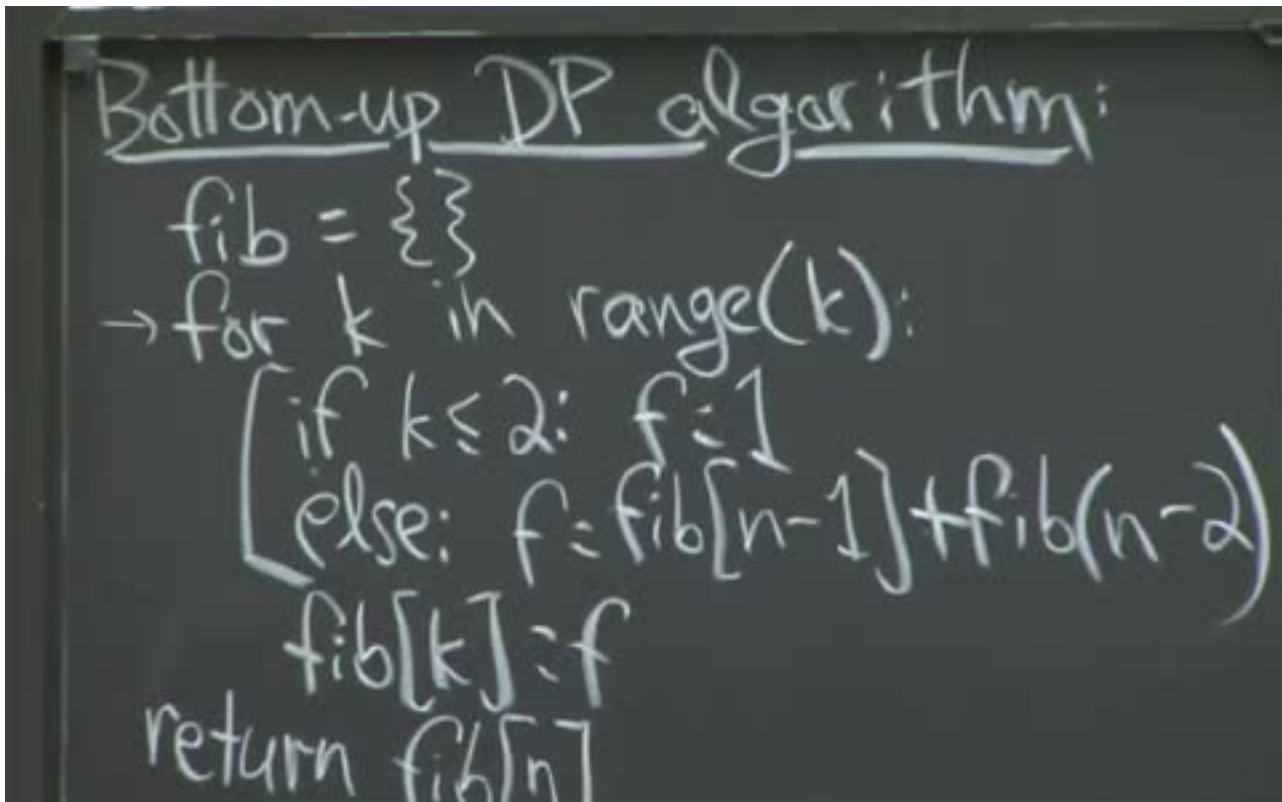 Bottom-up DP algorithm:
fib = {}
→ for k in range(k):
if k≤2: f=1
else: f=fib[n-1]+fib(n-2)
fib[k]=f
return fib[n]